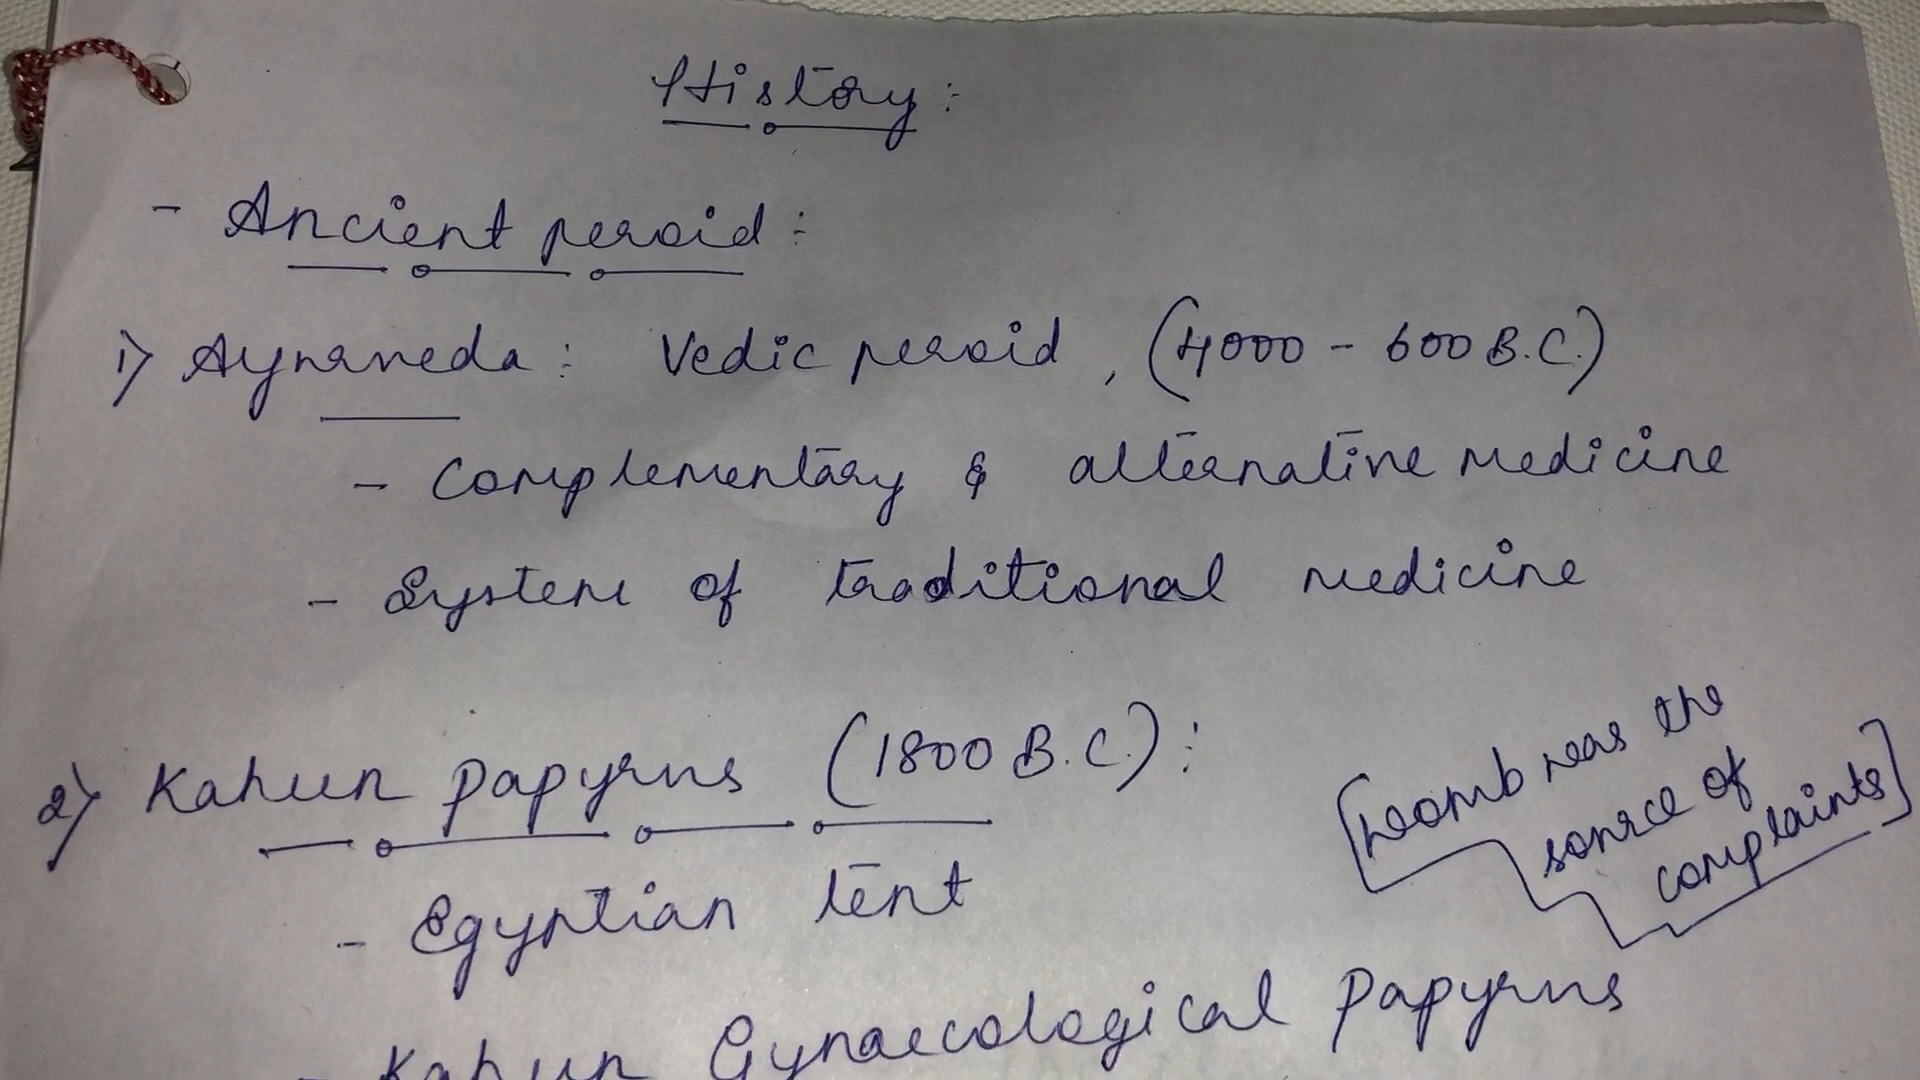 History:
- Ancient peroid:
1) Ayurveda: Vedic peroid, (4000 - 600 B.C.)
- Complementary & alternative medicine
- System of traditional medicine
2) Kahun papyrus (1800 B.C.):
[womb was the
source of
complaints]
- Egyptian text
- Kahun Gynaecological Papyrus